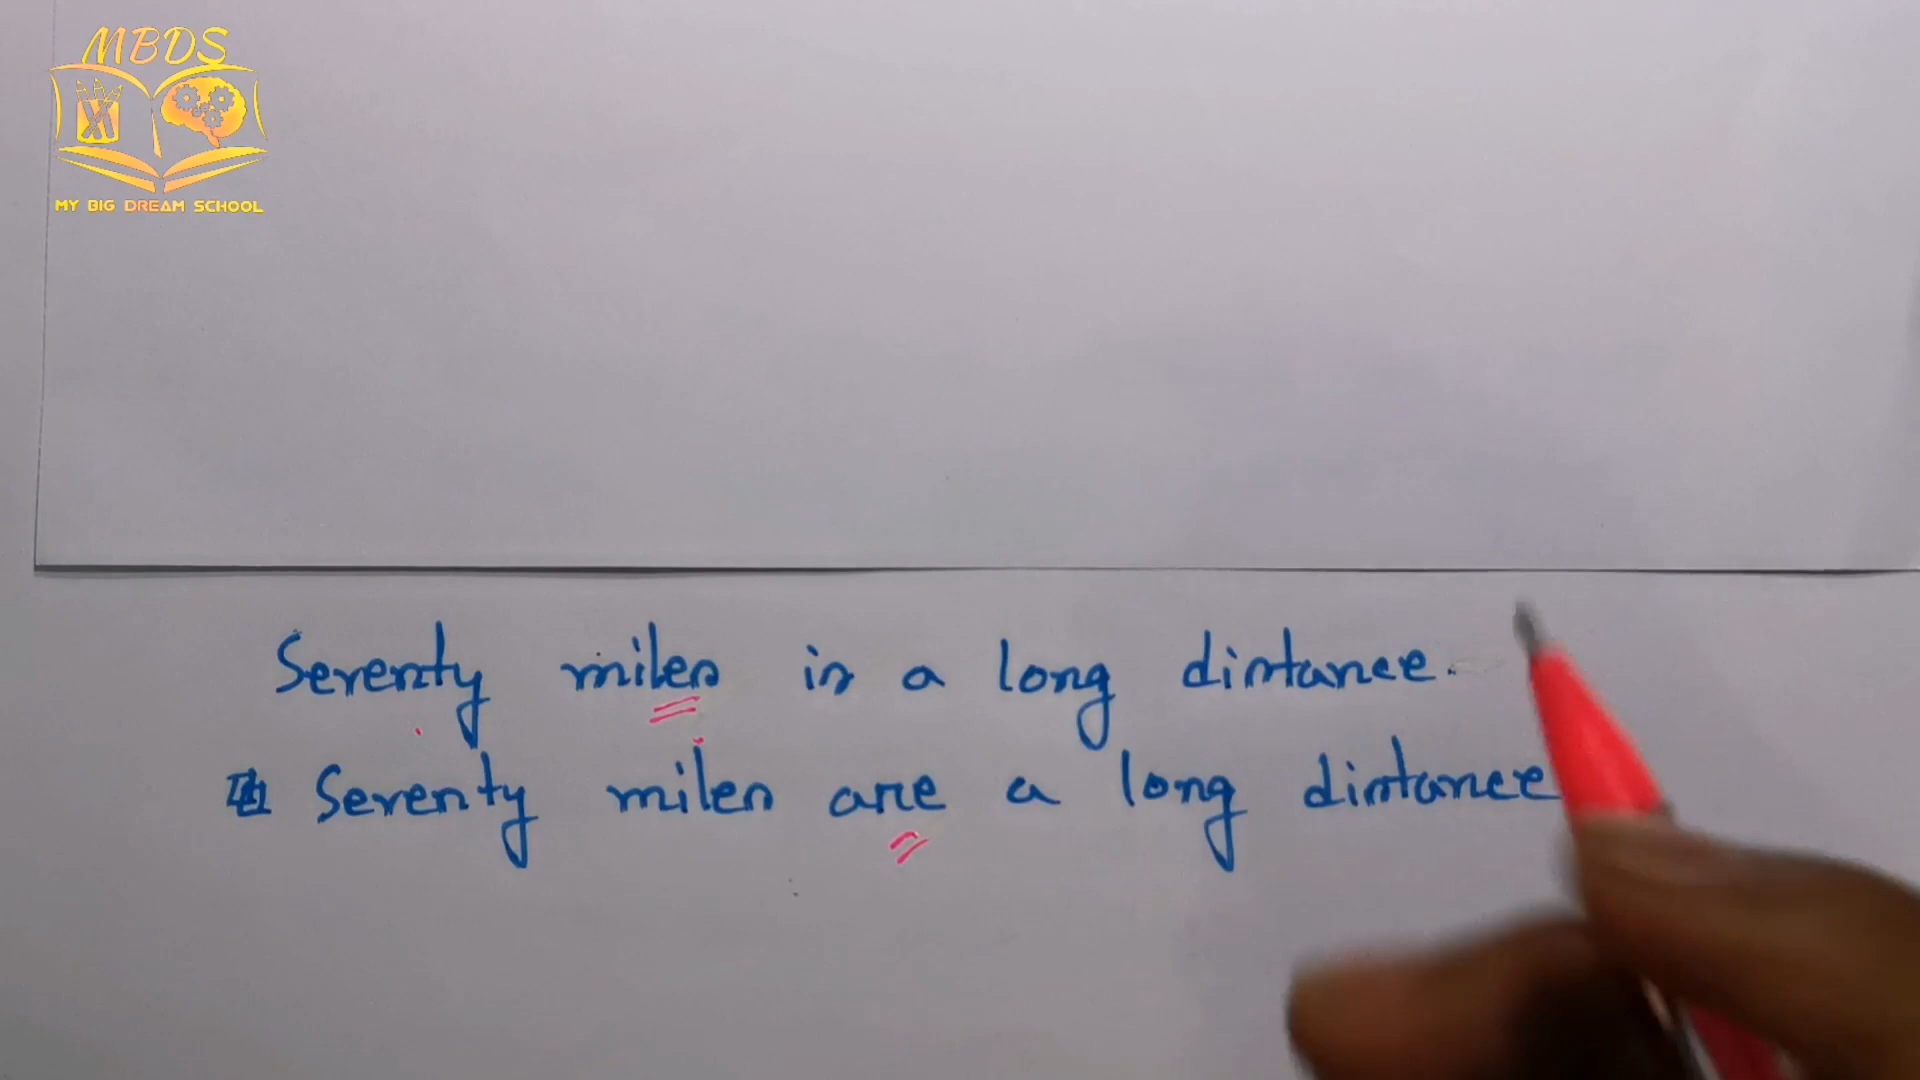 MBDS
MY BIG DREAM SCHOOL
Seventy miles is a long distance.
Seventy miles are a long distance